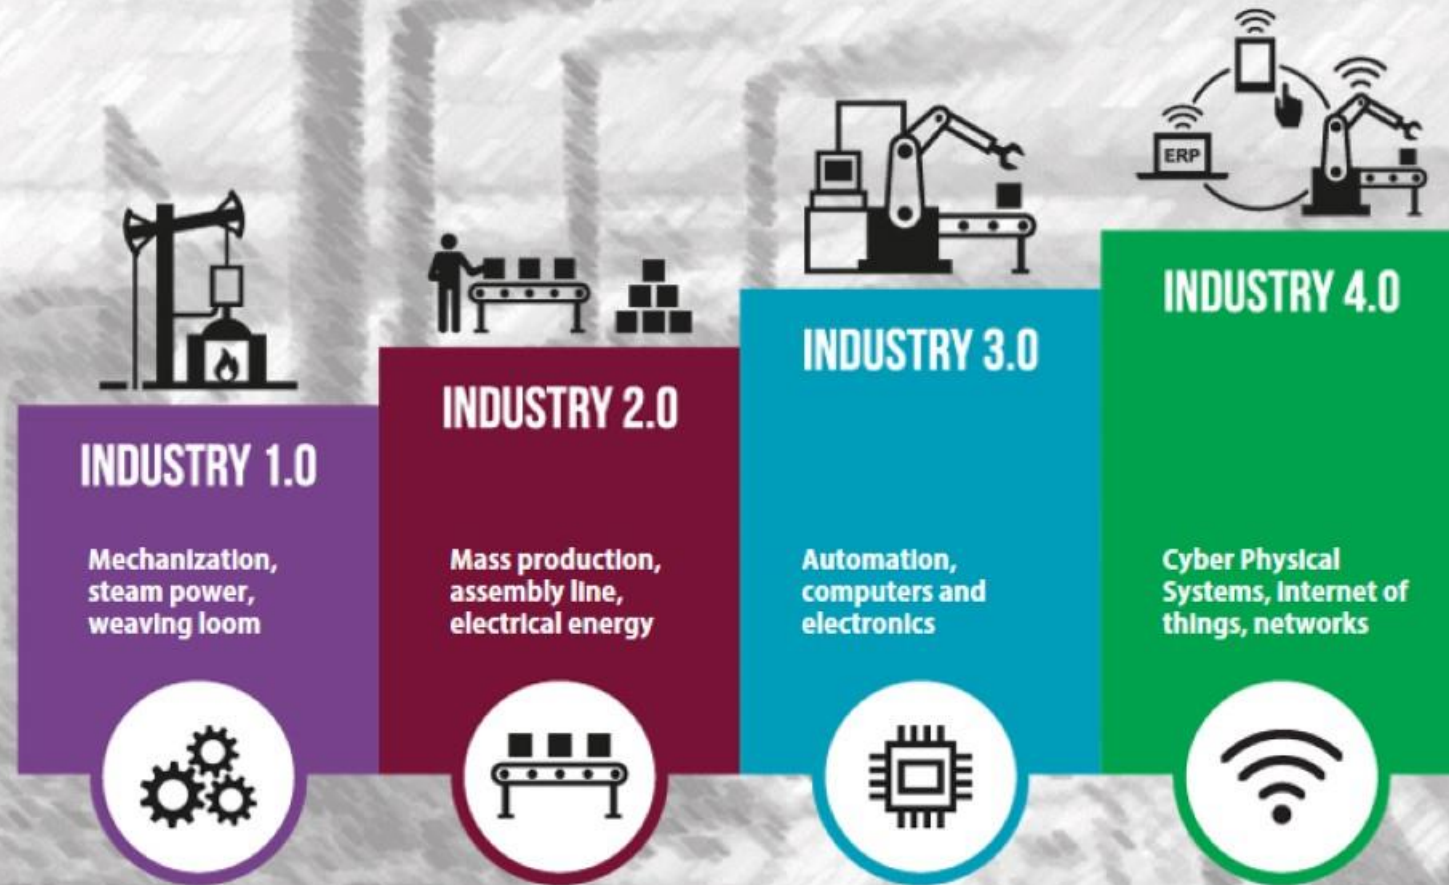 ERP
INDUSTRY 1.0
Mechanization,
steam power,
weaving loom
INDUSTRY 2.0
Mass production,
assembly line,
electrical energy
INDUSTRY 3.0
Automation,
computers and
electronics
INDUSTRY 4.0
Cyber Physical
Systems, internet of
things, networks